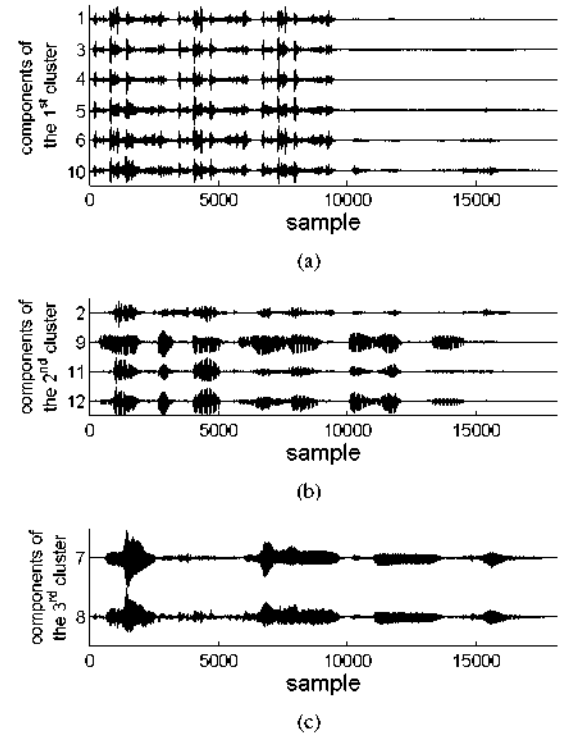 components of
the 1st cluster
1
3
4
5
6
10
0 5000 10000 15000
sample
(a)
components of
the 2nd cluster
2
9
11
12
0 5000 10000 15000
sample
(b)
components of
the 3rd cluster
7
8
0 5000 10000 15000
sample
(c)